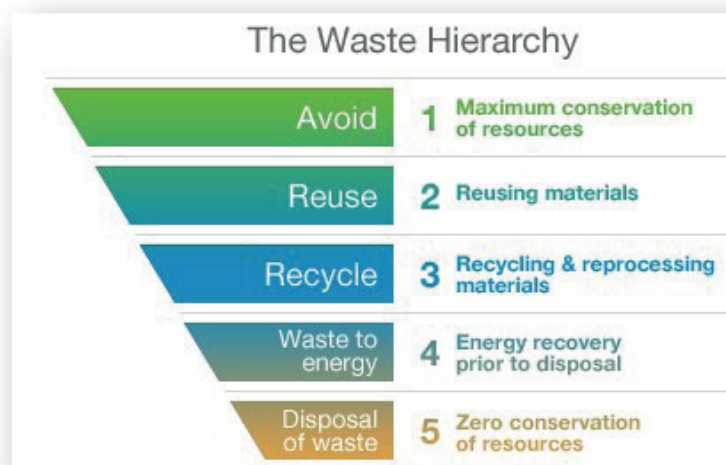 The Waste Hierarchy
Avoid
1 Maximum conservation
of resources
Reuse
2 Reusing materials
Recycle
3 Recycling & reprocessing
materials
Waste to
energy
4 Energy recovery
prior to disposal
Disposal
of waste
5 Zero conservation
of resources